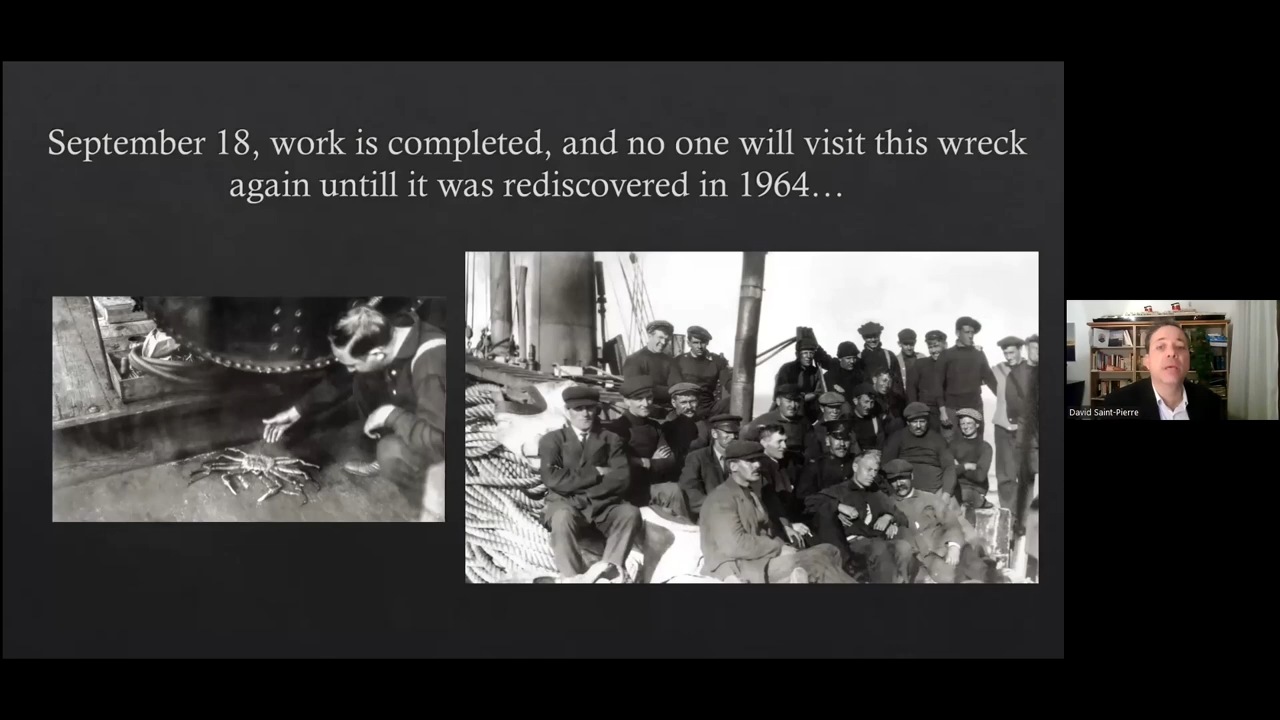 September 18, work is completed, and no one will visit this wreck
again untill it was rediscovered in 1964…
David Saint-Pierre